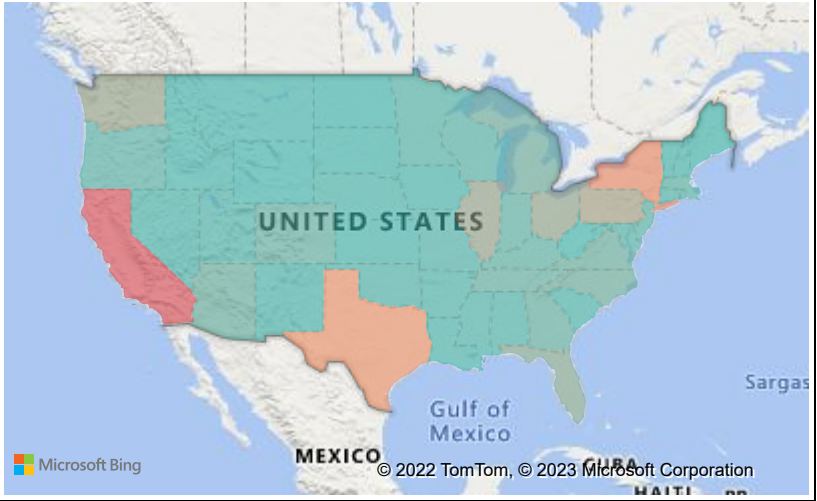 UNITED STATES
Sargas
Gulf of
Mexico
MEXICO
CUBA
Microsoft Bing
© 2022 TomTom, © 2023 Microsoft Corporation
HAITI